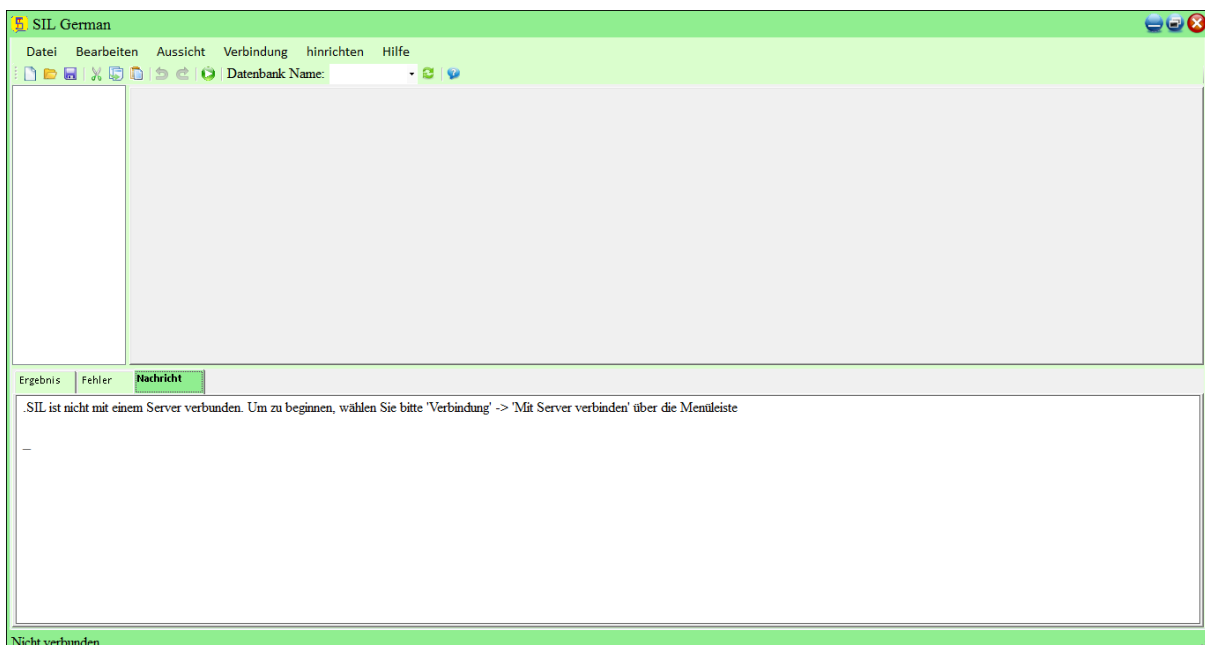 SIL German
Datei Bearbeiten Aussicht Verbindung hinrichten Hilfe
Datenbank Name:
Ergebnis Fehler Nachricht
.SIL ist nicht mit einem Server verbunden. Um zu beginnen, wählen Sie bitte 'Verbindung' -> 'Mit Server verbinden' über die Menüleiste
Nicht verbunden